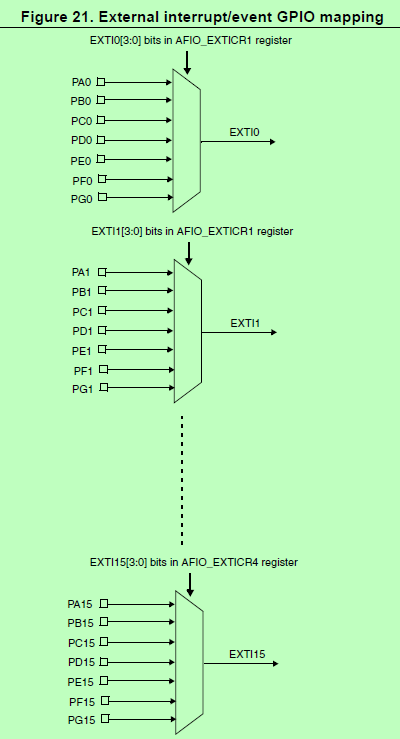 Figure 21. External interrupt/event GPIO mapping
EXTI0[3:0] bits in AFIO_EXTICR1 register
PA0
PB0
PC0
PD0
EXTI0
PE0
PF0
PG0
EXTI1[3:0] bits in AFIO_EXTICR1 register
PA1
PB1
PC1
PD1
EXTI1
PE1
PF1
PG1
EXTI15[3:0] bits in AFIO_EXTICR4 register
PA15
PB15
PC15
PD15
EXTI15
PE15
PF15
PG15